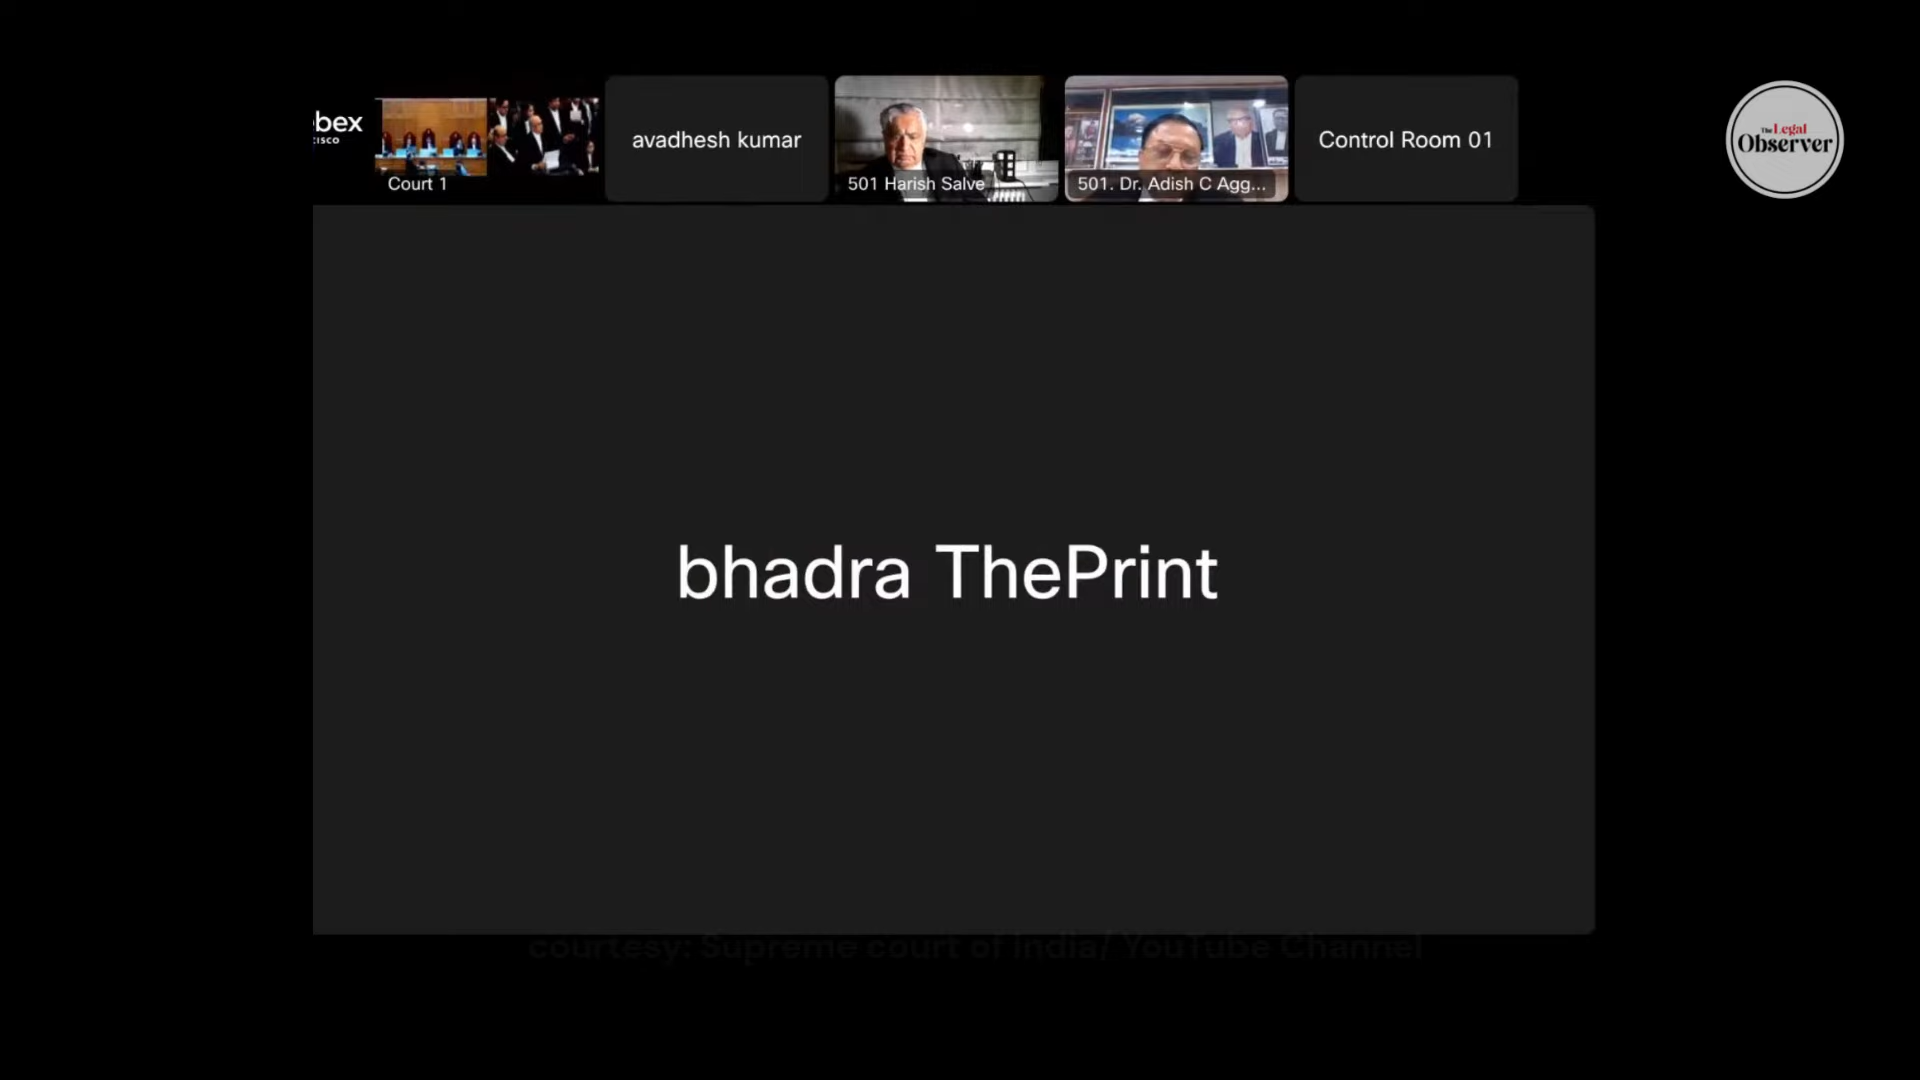 bex
CISCO
Court 1
avadhesh kumar
501 Harish Salve
501. Dr. Adish C Agg...
Control Room 01
The Legal
Observer
bhadra ThePrint
courtesy: Supreme court of India/ YouTube Channel